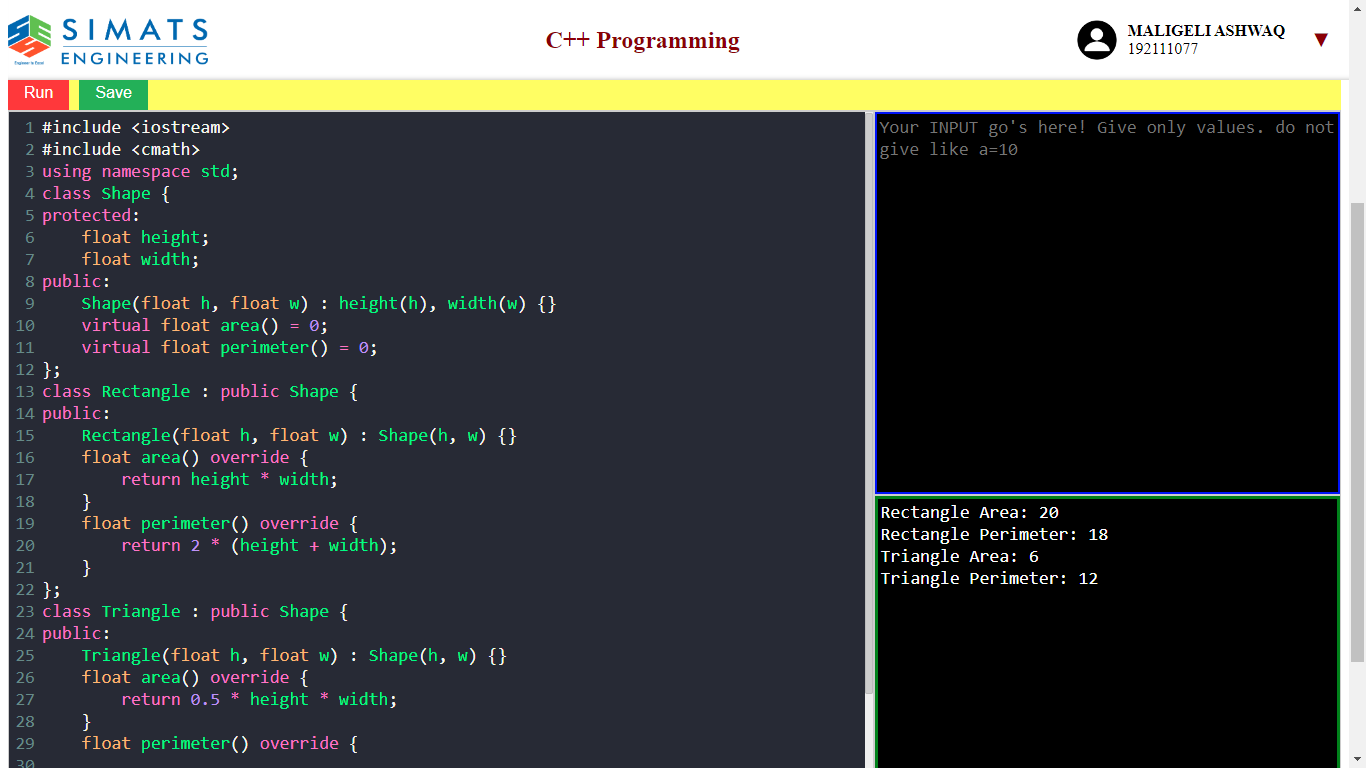 SIMATS
ENGINEERING
Engineer to Excel
C++ Programming
MALIGELI ASHWAQ
192111077
Run
Save
1 #include <iostream>
2 #include <cmath>
3 using namespace std;
4 class Shape {
5 protected:
6     float height;
7     float width;
8 public:
9     Shape(float h, float w) : height(h), width(w) {}
10     virtual float area() = 0;
11     virtual float perimeter() = 0;
12 };
13 class Rectangle : public Shape {
14 public:
15     Rectangle(float h, float w) : Shape(h, w) {}
16     float area() override {
17         return height * width;
18     }
19     float perimeter() override {
20         return 2 * (height + width);
21     }
22 };
23 class Triangle : public Shape {
24 public:
25     Triangle(float h, float w) : Shape(h, w) {}
26     float area() override {
27         return 0.5 * height * width;
28     }
29     float perimeter() override {
30
Your INPUT go's here! Give only values. do not
give like a=10
Rectangle Area: 20
Rectangle Perimeter: 18
Triangle Area: 6
Triangle Perimeter: 12